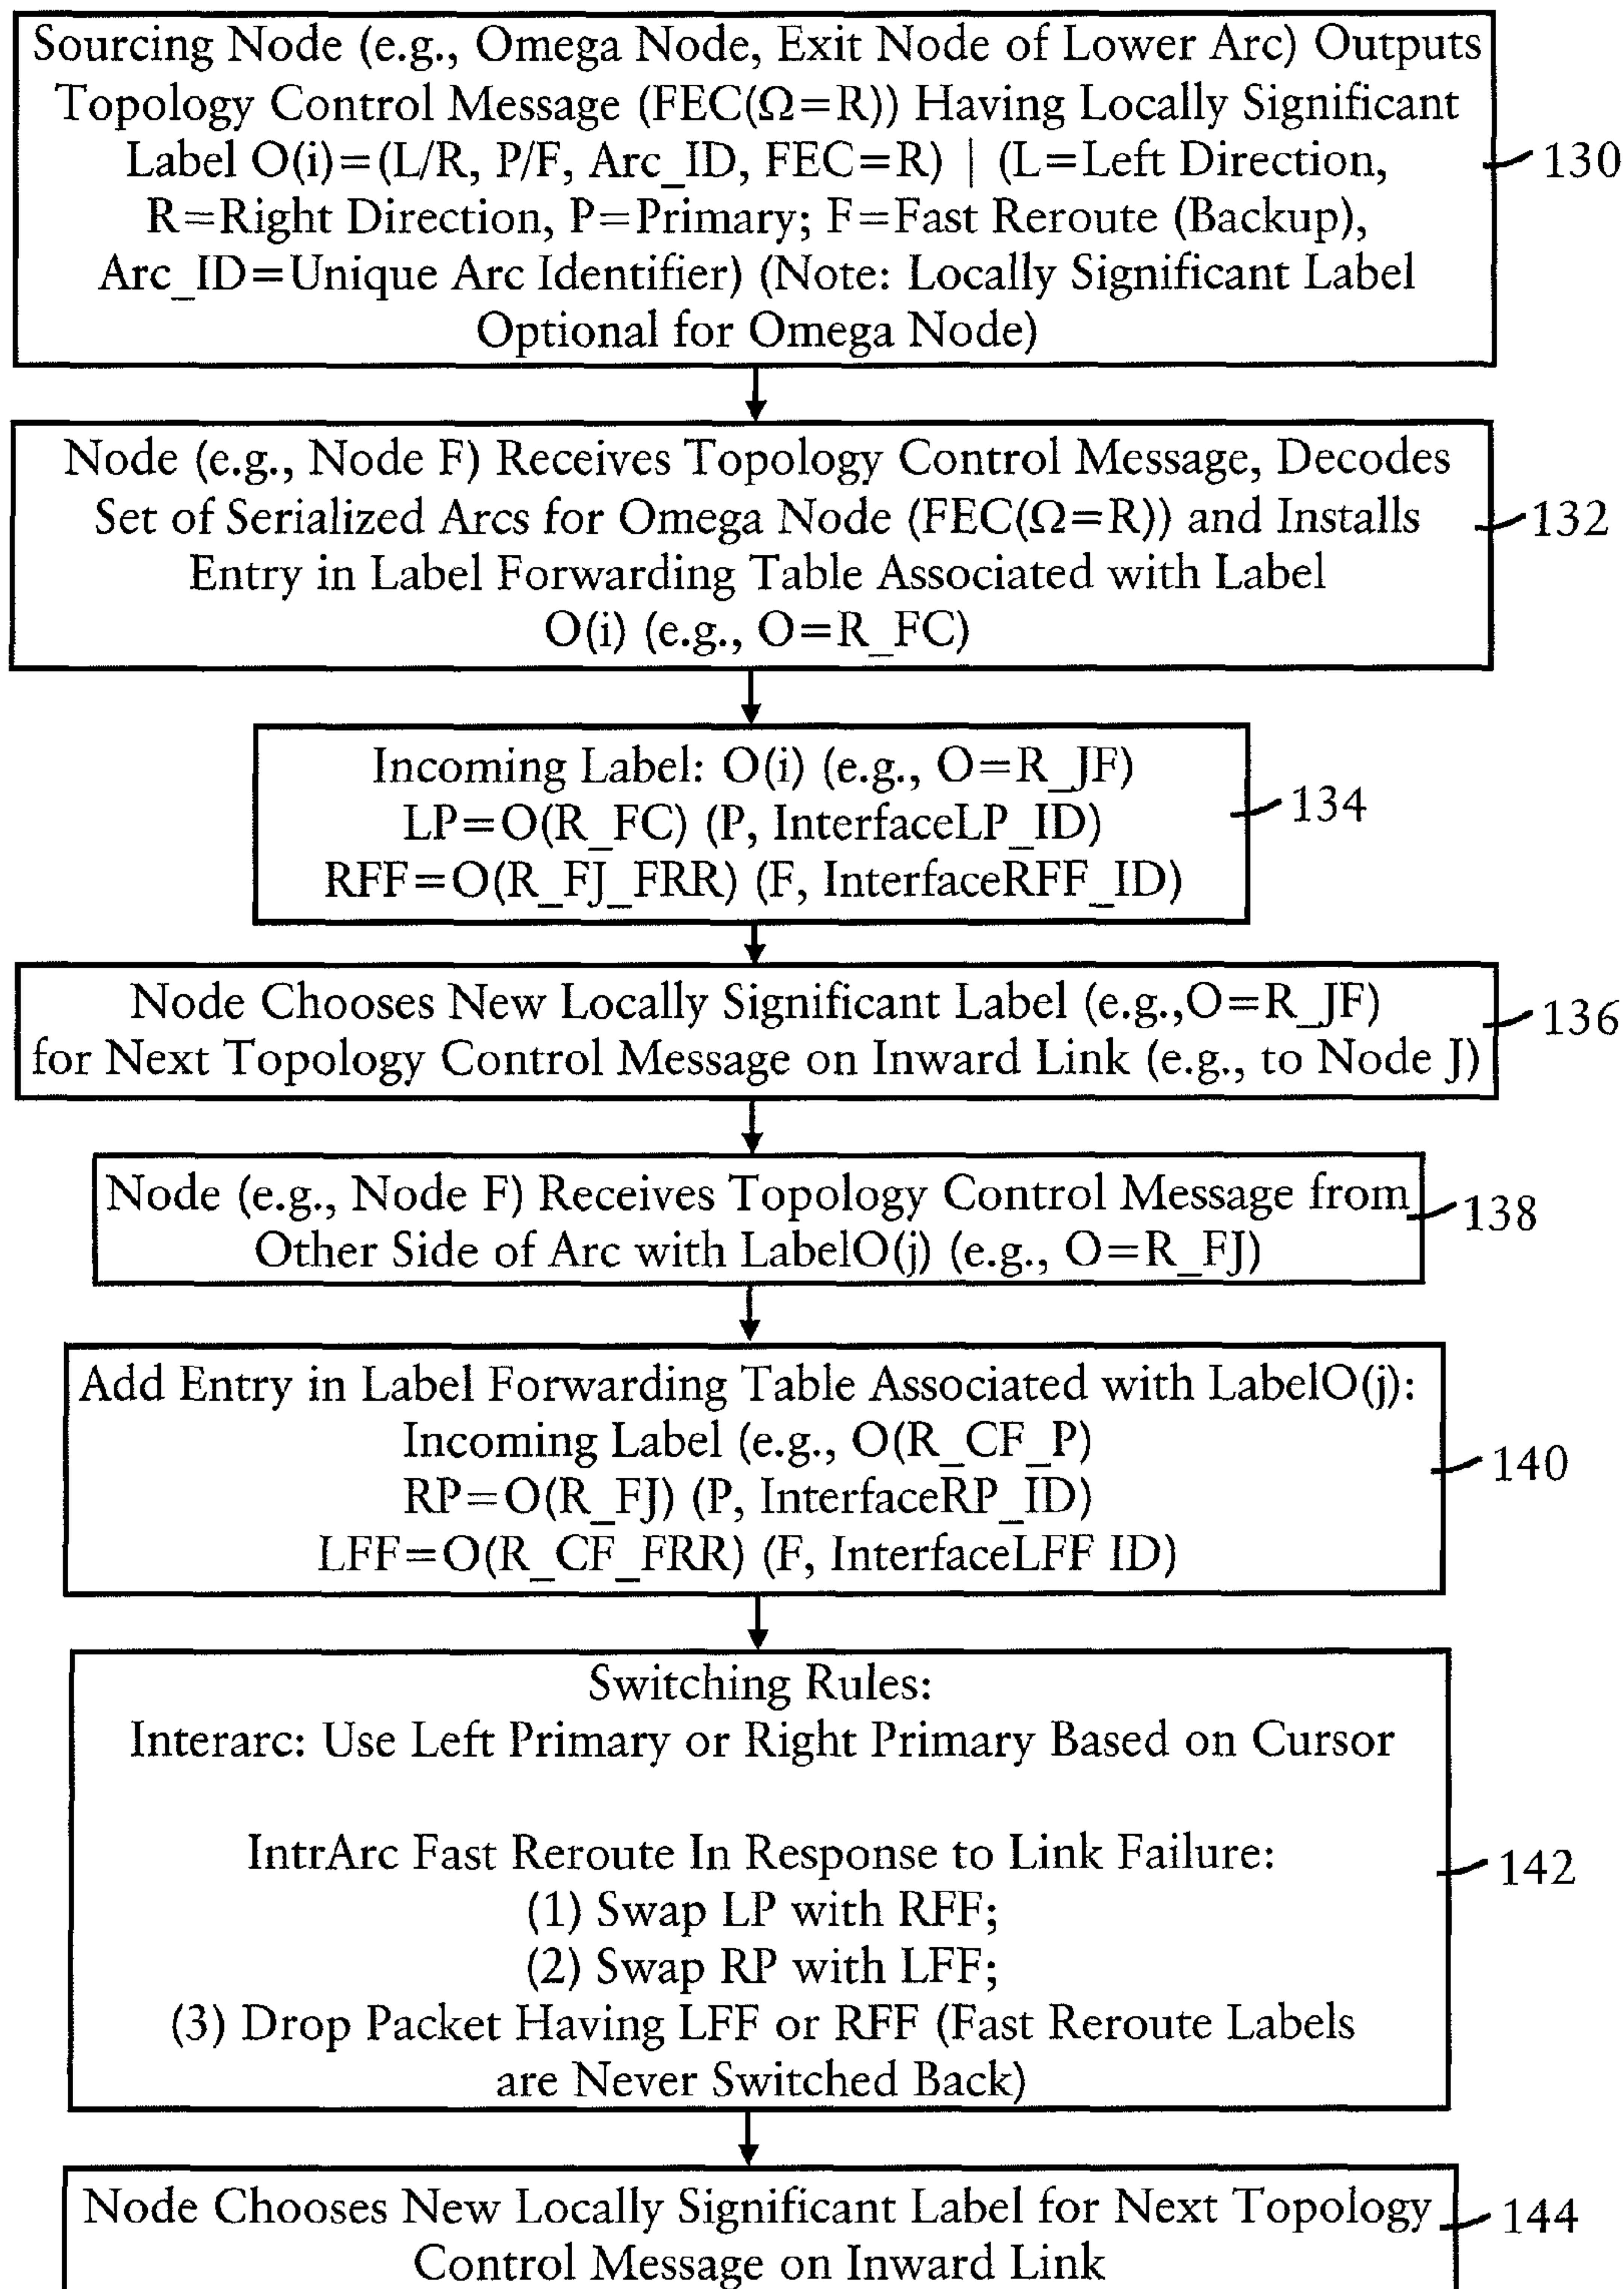 Sourcing Node (e.g., Omega Node, Exit Node of Lower Arc) Outputs
Topology Control Message (FEC(Ω=R)) Having Locally Significant
Label O(i)=(L/R, P/F, Arc_ID, FEC=R) | (L=Left Direction,
R=Right Direction, P=Primary; F=Fast Reroute (Backup),
Arc_ID=Unique Arc Identifier) (Note: Locally Significant Label
Optional for Omega Node)
130
Node (e.g., Node F) Receives Topology Control Message, Decodes
Set of Serialized Arcs for Omega Node (FEC(Ω=R)) and Installs
Entry in Label Forwarding Table Associated with Label
O(i) (e.g., O=R_FC)
132
Incoming Label: O(i) (e.g., O=R_JF)
LP=O(R_FC) (P, InterfaceLP_ID)
RFF=O(R_FJ_FRR) (F, InterfaceRFF_ID)
134
Node Chooses New Locally Significant Label (e.g.,O=R_JF)
for Next Topology Control Message on Inward Link (e.g., to Node J)
136
Node (e.g., Node F) Receives Topology Control Message from
Other Side of Arc with LabelO(j) (e.g., O=R_FJ)
138
Add Entry in Label Forwarding Table Associated with LabelO(j):
Incoming Label (e.g., O(R_CF_P)
RP=O(R_FJ) (P, InterfaceRP_ID)
LFF=O(R_CF_FRR) (F, InterfaceLFF ID)
140
Switching Rules:
Interarc: Use Left Primary or Right Primary Based on Cursor
IntrArc Fast Reroute In Response to Link Failure:
(1) Swap LP with RFF;
(2) Swap RP with LFF;
(3) Drop Packet Having LFF or RFF (Fast Reroute Labels
are Never Switched Back)
142
Node Chooses New Locally Significant Label for Next Topology
Control Message on Inward Link
144